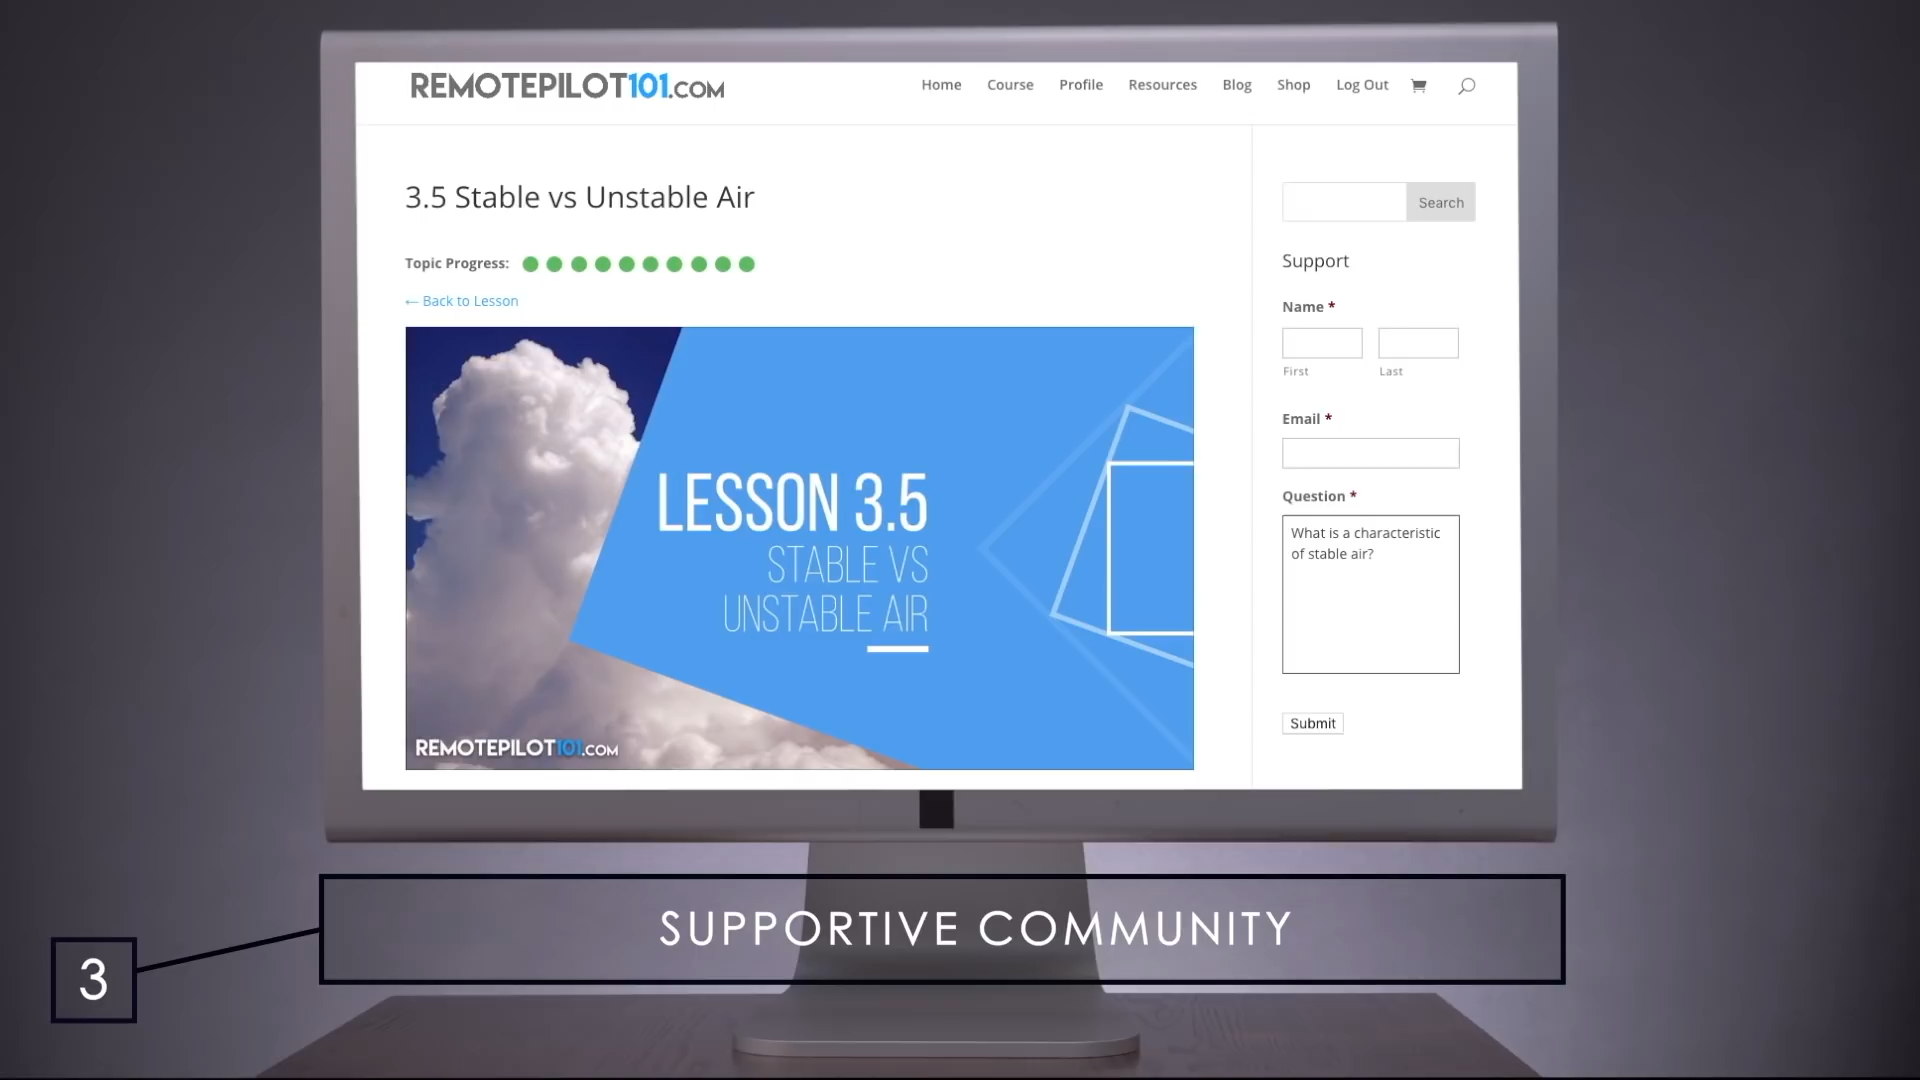 REMOTEPILOT101.COM
Home Course Profile Resources Blog Shop Log Out
3.5 Stable vs Unstable Air
Topic Progress:
← Back to Lesson
LESSON 3.5
STABLE VS
UNSTABLE AIR
REMOTEPILOT101.COM
Search
Support
Name *
First Last
Email *
Question *
What is a characteristic
of stable air?
Submit
3
SUPPORTIVE COMMUNITY